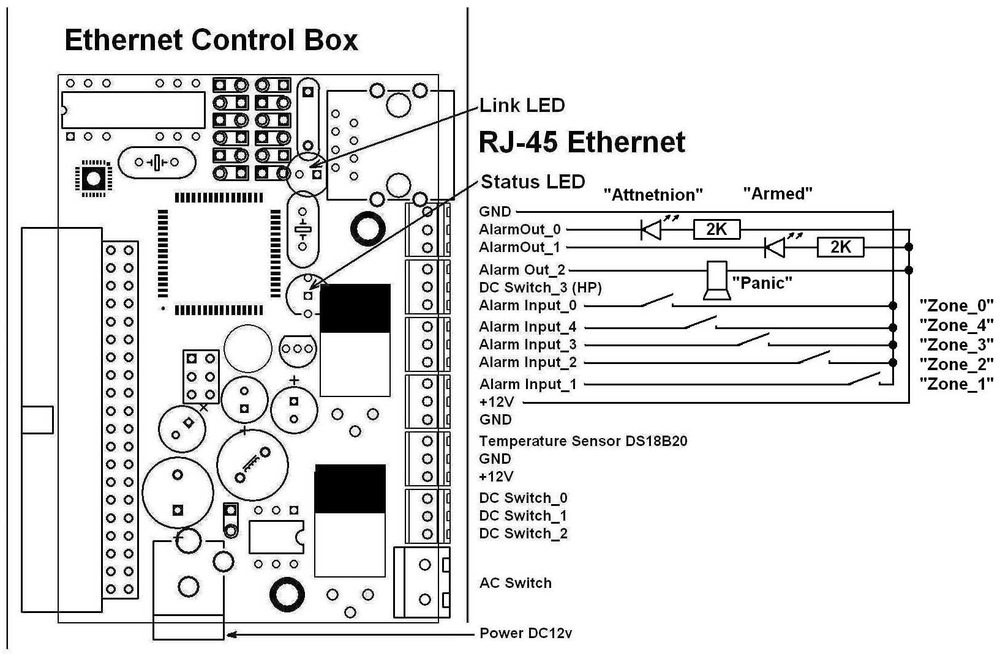 Ethernet Control Box
Link LED
RJ-45 Ethernet
Status LED
"Attnetnion" "Armed"
GND
AlarmOut_0 2K
AlarmOut_1 2K
Alarm Out_2
"Panic"
DC Switch_3 (HP)
Alarm Input_0 "Zone_0"
Alarm Input_4 "Zone_4"
Alarm Input_3 "Zone_3"
Alarm Input_2 "Zone_2"
Alarm Input_1 "Zone_1"
+12V
GND
Temperature Sensor DS18B20
GND
+12V
DC Switch_0
DC Switch_1
DC Switch_2
AC Switch
Power DC12v